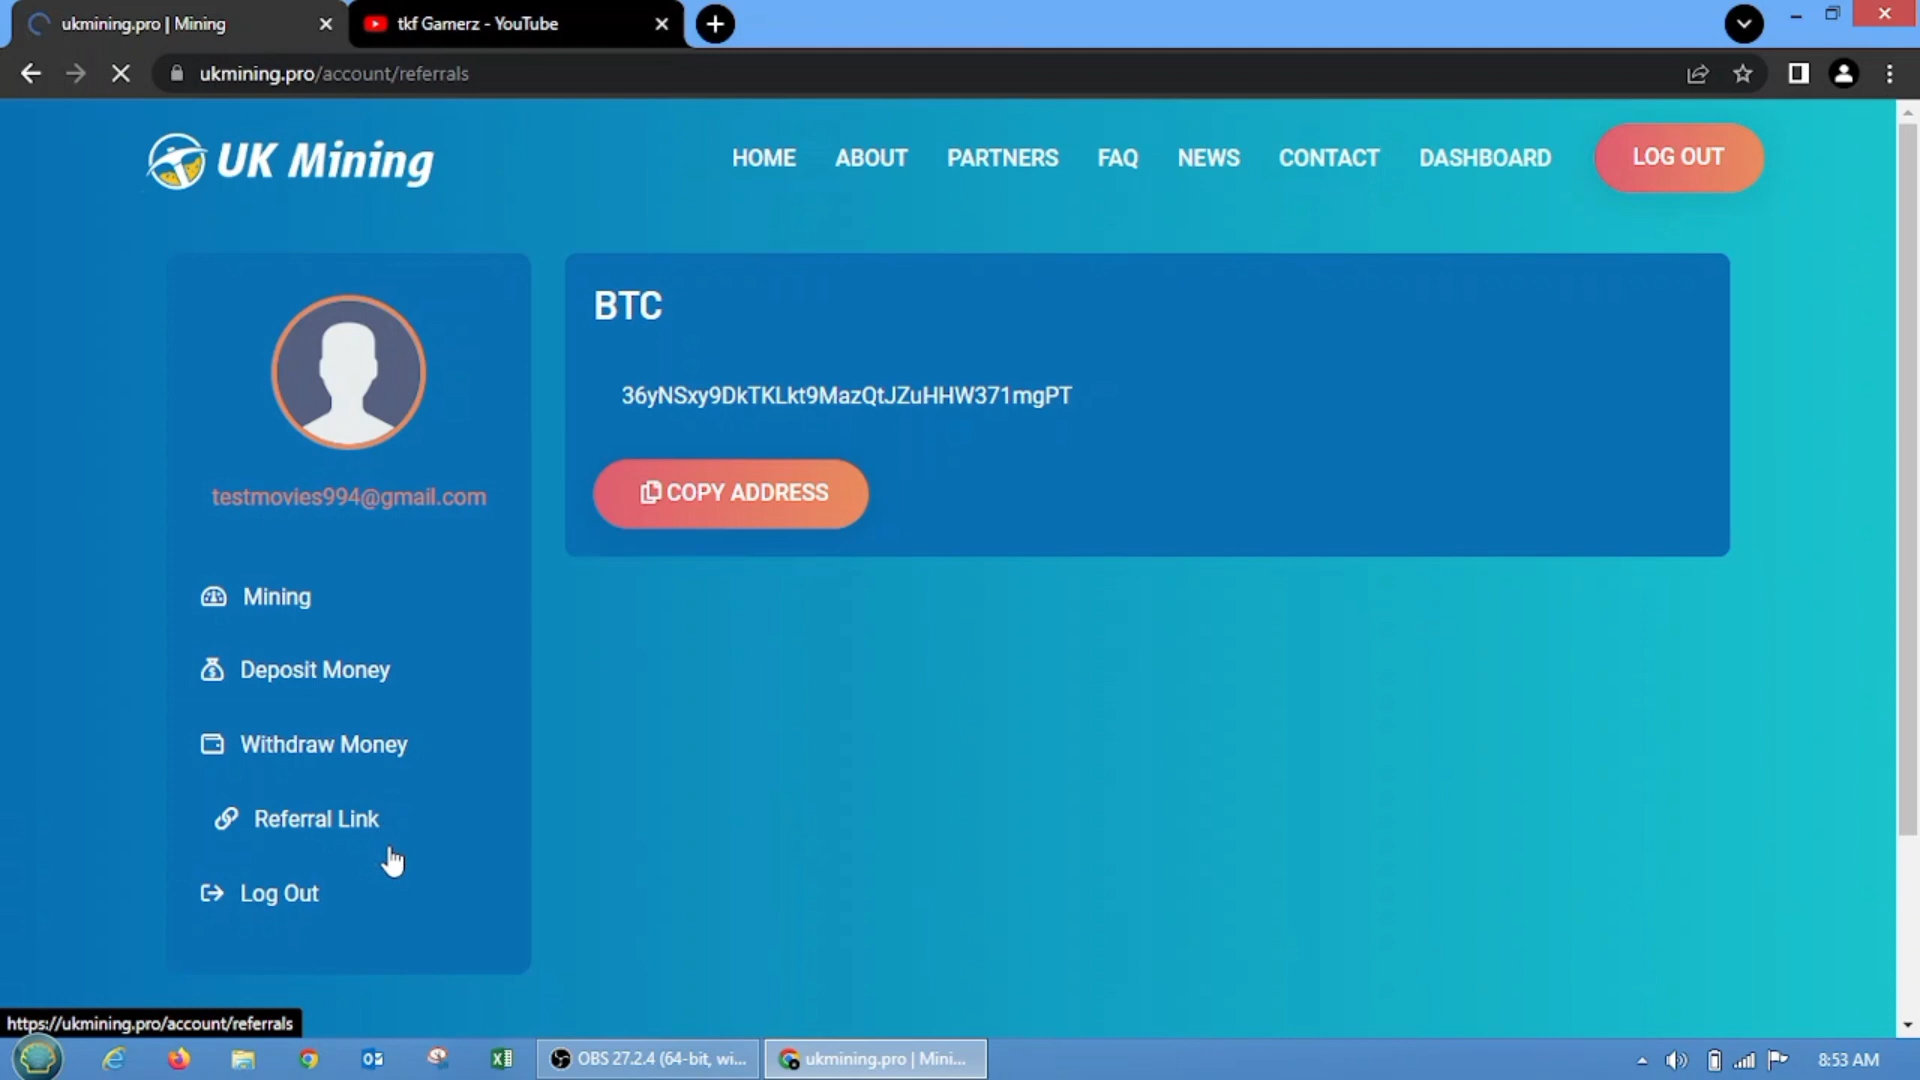 ukmining.pro | Mining
tkf Gamerz - YouTube
ukmining.pro/account/referrals
UK Mining
HOME
ABOUT
PARTNERS
FAQ
NEWS
CONTACT
DASHBOARD
LOG OUT
BTC
36yNSxy9DkTKLkt9MazQtJZuHHW371mgPT
COPY ADDRESS
testmovies994@gmail.com
Mining
Deposit Money
Withdraw Money
Referral Link
Log Out
https://ukmining.pro/account/referrals
OBS 27.2.4 (64-bit, wi...
ukmining.pro | Mini...
8:53 AM